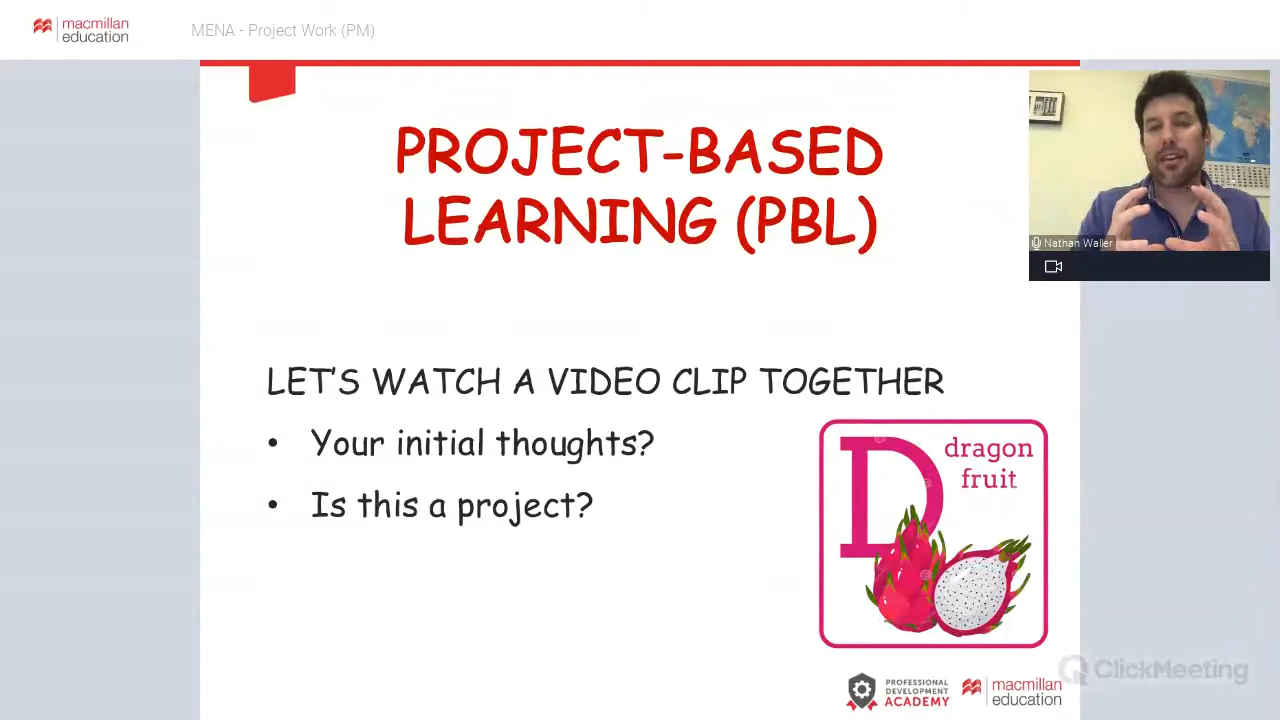 macmillan
education
MENA - Project Work (PM)
PROJECT-BASED
LEARNING (PBL)
Nathan Waller
LET'S WATCH A VIDEO CLIP TOGETHER
• Your initial thoughts?
• Is this a project?
D
dragon
fruit
ClickMeeting
PROFESSIONAL
DEVELOPMENT
ACADEMY
macmillan
education